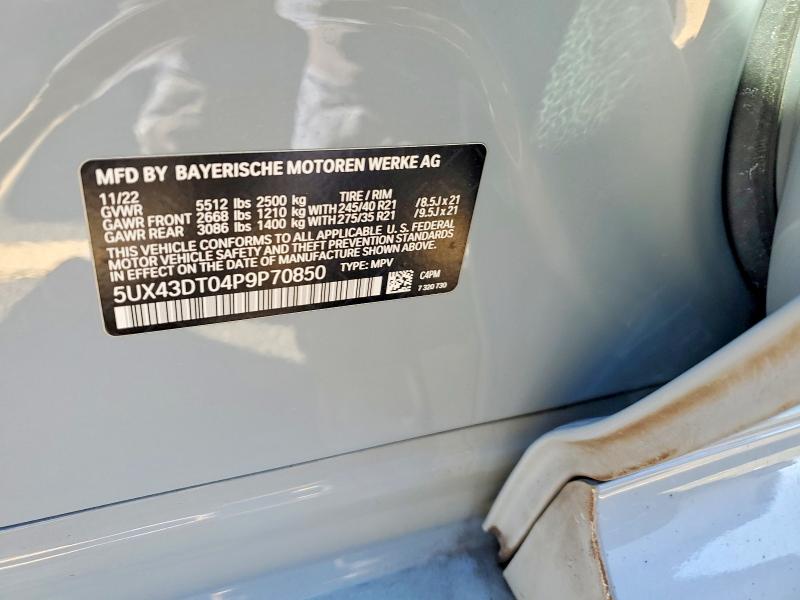 MFD BY BAYERISCHE MOTOREN WERKE AG
11/22
GVWR 5512 lbs 2500 kg TIRE / RIM
GAWR FRONT 2668 lbs 1210 kg WITH 245/40 R21 /8.5J x 21
GAWR REAR 3086 lbs 1400 kg WITH 275/35 R21 /9.5J x 21
THIS VEHICLE CONFORMS TO ALL APPLICABLE U. S. FEDERAL
MOTOR VEHICLE SAFETY AND THEFT PREVENTION STANDARDS
IN EFFECT ON THE DATE OF MANUFACTURE SHOWN ABOVE.
5UX43DT04P9P70850 TYPE: MPV
C4PM
7 320 730